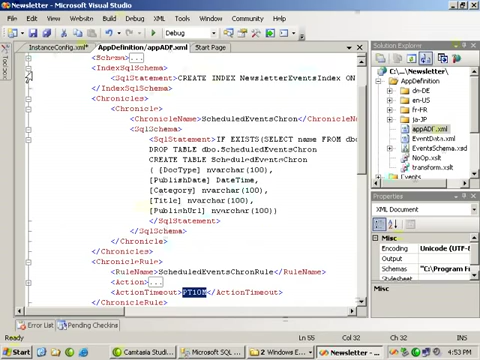 Newsletter - Microsoft Visual Studio
File Edit View Website Build Debug XML Tools Window Community Help
Debug
InstanceConfig.xml* AppDefinition/appADF.xml Start Page
Toolbox
<Schema>...
<IndexSqlSchema>
<SqlStatement>CREATE INDEX NewsletterEventsIndex ON
</IndexSqlSchema>
<Chronicles>
<Chronicle>
<ChronicleName>ScheduledEventsChron</ChronicleName
<SqlSchema>
<SqlStatement>IF EXISTS(SELECT name FROM dbo
DROP TABLE dbo.ScheduledEventsChron
CREATE TABLE ScheduledEventsChron
( [DocType] nvarchar(100),
[PublishDate] DateTime,
[Category] nvarchar(100),
[Title] nvarchar(100),
[PublishUrl] nvarchar(100))
</SqlStatement>
</SqlSchema>
</Chronicle>
</Chronicles>
<ChronicleRule>
<RuleName>ScheduledEventsChronRule</RuleName>
<Action>...
<ActionTimeout>PT10M</ActionTimeout>
</ChronicleRule>
Solution Explorer
C:\...\Newsletter\
AppDefinition
de-DE
en-US
fr-FR
ja-JP
appADF.xml
EventData.xml
EventsSchema.xsd
NoOp.xslt
transform.xslt
Events
Properties
XML Document
Misc
Encoding Unicode (UTF-
Output
Schemas "C:\Program F
Misc
Error List Pending Checkins
Ready Ln 55 Col 32 Ch 32
Start Camtasia Studio Microsoft SQL 2 Windows E Newsletter - 4:53 PM